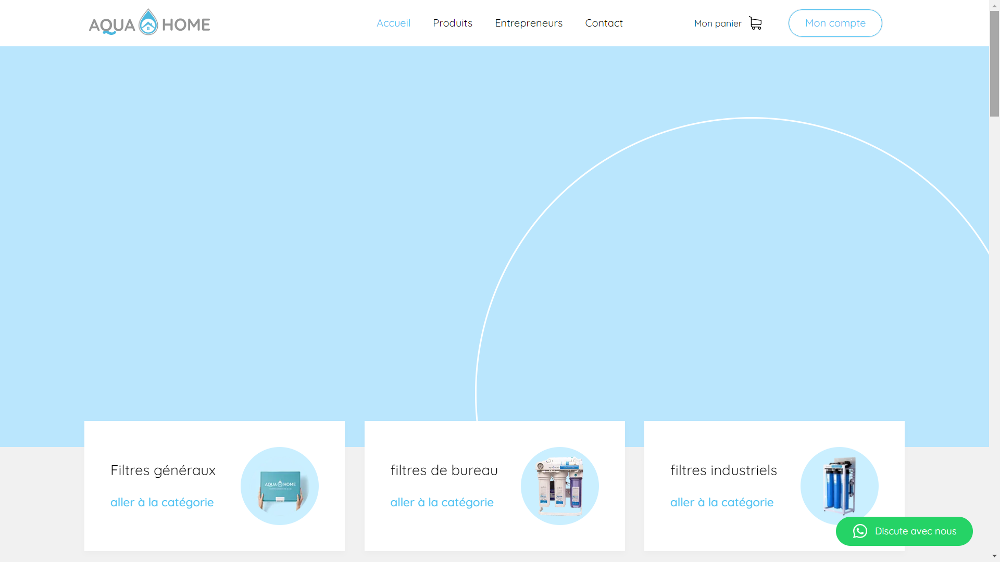 AQUA HOME
Accueil
Produits
Entrepreneurs
Contact
Mon panier
Mon compte
Filtres généraux
aller à la catégorie
AQUA HOME
filtres de bureau
aller à la catégorie
filtres industriels
aller à la catégorie
Discute avec nous